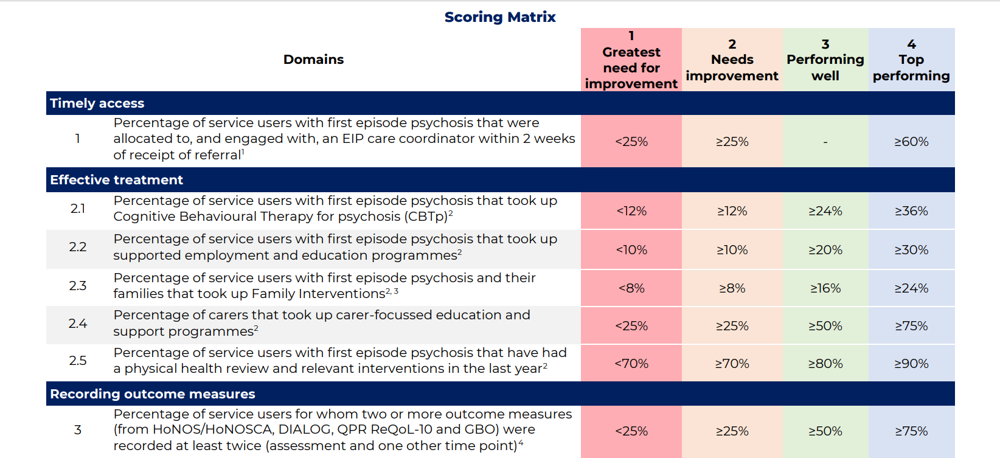 Scoring Matrix
Domains
1
Greatest
need for
improvement
2
Needs
improvement
3
Performing
well
4
Top
performing
Timely access
1
Percentage of service users with first episode psychosis that were
allocated to, and engaged with, an EIP care coordinator within 2 weeks
of receipt of referral¹
<25%
≥25%
-
≥60%
Effective treatment
2.1
Percentage of service users with first episode psychosis that took up
Cognitive Behavioural Therapy for psychosis (CBTp)²
<12%
≥12%
≥24%
≥36%
2.2
Percentage of service users with first episode psychosis that took up
supported employment and education programmes²
<10%
≥10%
≥20%
≥30%
2.3
Percentage of service users with first episode psychosis and their
families that took up Family Interventions²,³
<8%
≥8%
≥16%
≥24%
2.4
Percentage of carers that took up carer-focussed education and
support programmes²
<25%
≥25%
≥50%
≥75%
2.5
Percentage of service users with first episode psychosis that have had
a physical health review and relevant interventions in the last year²
<70%
≥70%
≥80%
≥90%
Recording outcome measures
3
Percentage of service users for whom two or more outcome measures
(from HoNOS/HoNOSCA, DIALOG, QPR ReQoL-10 and GBO) were
recorded at least twice (assessment and one other time point)⁴
<25%
≥25%
≥50%
≥75%